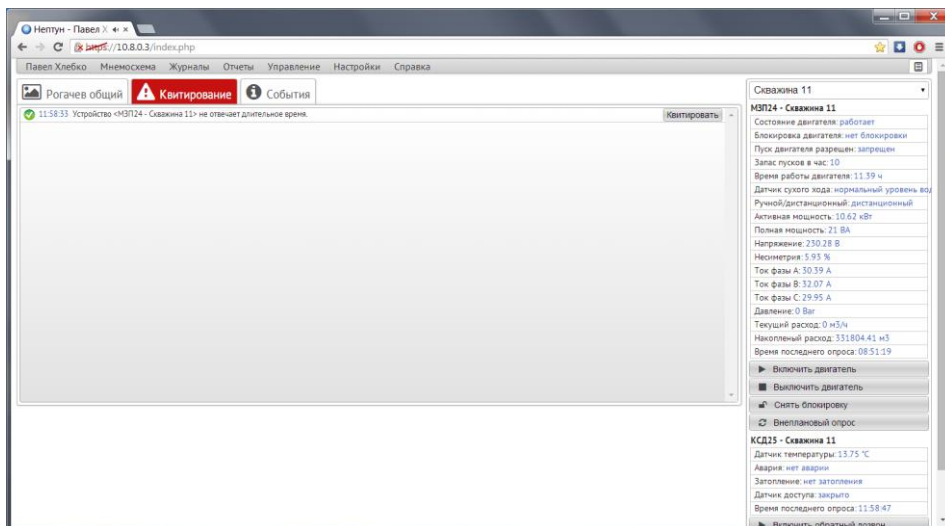 Нептун - Павел Х
https://10.8.0.3/index.php
Павел Хлебко Мнемосхема Журналы Отчеты Управление Настройки Справка
Рогачев общий Квитирование События
11:58:33 Устройство <МЗП24 - Скважина 11> не отвечает длительное время. Квитировать
Скважина 11
МЗП24 - Скважина 11
Состояние двигателя: работает
Блокировка двигателя: нет блокировки
Пуск двигателя разрешен: запрещен
Запас пусков в час: 10
Время работы двигателя: 11.39 ч
Датчик сухого хода: нормальный уровень вод
Ручной/дистанционный: дистанционный
Активная мощность: 10.62 кВт
Полная мощность: 21 ВА
Напряжение: 230.28 В
Несиметрия: 5.93 %
Ток фазы А: 30.39 А
Ток фазы В: 32.07 А
Ток фазы С: 29.95 А
Давление: 0 Bar
Текущий расход: 0 м3/ч
Накопленый расход: 331804.41 м3
Время последнего опроса: 08:51:19
Включить двигатель
Выключить двигатель
Снять блокировку
Внеплановый опрос
КСД25 - Скважина 11
Датчик температуры: 13.75 °C
Авария: нет аварии
Затопление: нет затопления
Датчик доступа: закрыто
Время последнего опроса: 11:58:47
Включить обратный дозвон